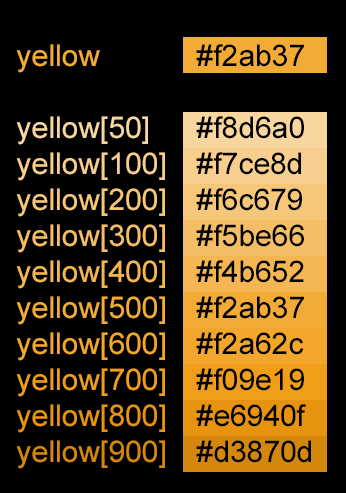 yellow #f2ab37
yellow[50] #f8d6a0
yellow[100] #f7ce8d
yellow[200] #f6c679
yellow[300] #f5be66
yellow[400] #f4b652
yellow[500] #f2ab37
yellow[600] #f2a62c
yellow[700] #f09e19
yellow[800] #e6940f
yellow[900] #d3870d